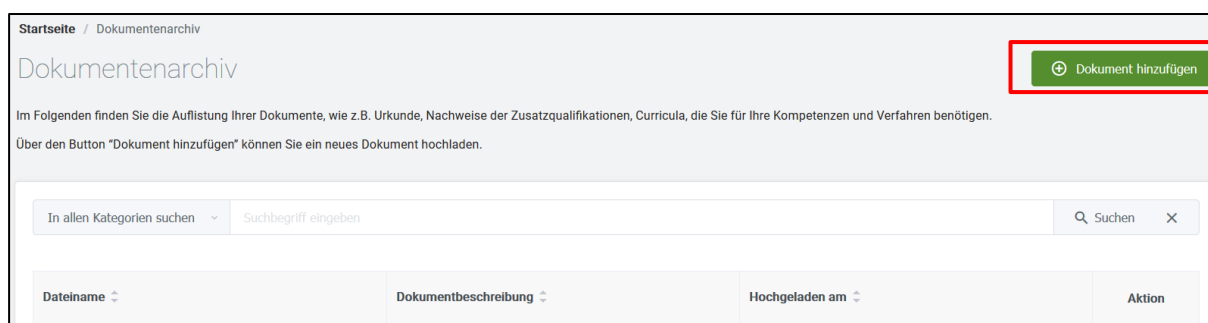 Startseite / Dokumentenarchiv
Dokumentenarchiv
Dokument hinzufügen
Im Folgenden finden Sie die Auflistung Ihrer Dokumente, wie z.B. Urkunde, Nachweise der Zusatzqualifikationen, Curricula, die Sie für Ihre Kompetenzen und Verfahren benötigen.
Über den Button "Dokument hinzufügen" können Sie ein neues Dokument hochladen.
In allen Kategorien suchen Suchbegriff eingeben Suchen
Dateiname Dokumentbeschreibung Hochgeladen am Aktion